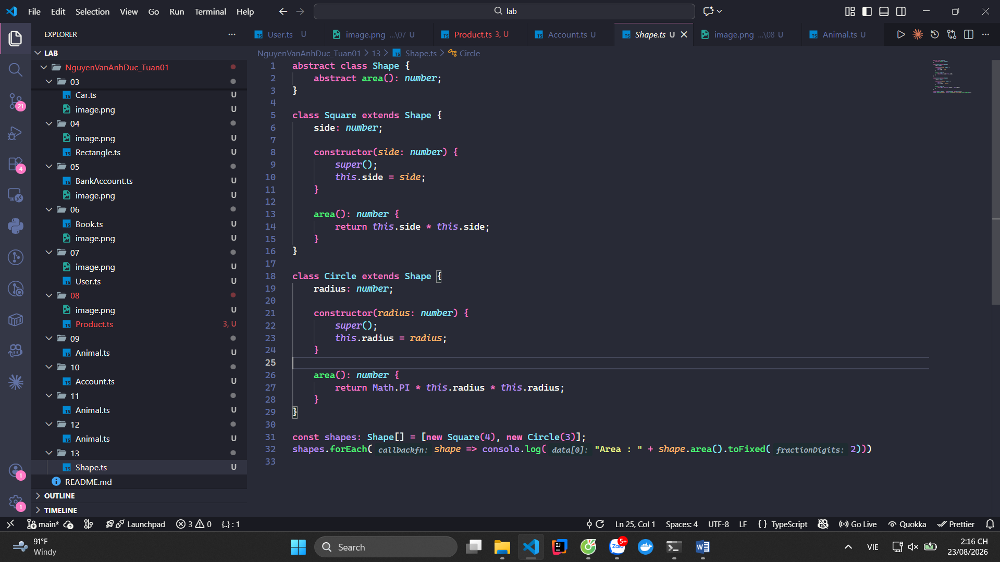 File Edit Selection View Go Run Terminal Help
lab
EXPLORER
LAB
NguyenVanAnhDuc_Tuan01
03
Car.ts U
image.png U
04
image.png U
Rectangle.ts U
05
BankAccount.ts U
image.png U
06
Book.ts U
image.png U
07
image.png U
User.ts U
08
image.png U
Product.ts 3, U
09
Animal.ts U
10
Account.ts U
11
Animal.ts U
12
Animal.ts U
13
Shape.ts U
README.md
OUTLINE
TIMELINE
21
4
1
1
User.ts U
image.png ...\07 U
Product.ts 3, U
Account.ts U
Shape.ts U
image.png ...\08 U
Animal.ts U
NguyenVanAnhDuc_Tuan01 > 13 > Shape.ts > Circle
1 abstract class Shape {
2 abstract area(): number;
3 }
4
5 class Square extends Shape {
6 side: number;
7
8 constructor(side: number) {
9 super();
10 this.side = side;
11 }
12
13 area(): number {
14 return this.side * this.side;
15 }
16 }
17
18 class Circle extends Shape {
19 radius: number;
20
21 constructor(radius: number) {
22 super();
23 this.radius = radius;
24 }
25
26 area(): number {
27 return Math.PI * this.radius * this.radius;
28 }
29 }
30
31 const shapes: Shape[] = [new Square(4), new Circle(3)];
32 shapes.forEach( callbackfn: shape => console.log( data[0]: "Area : " + shape.area().toFixed( fractionDigits: 2)))
33
main* Launchpad 3 0 {..} : 1
Ln 25, Col 1 Spaces: 4 UTF-8 LF { } TypeScript Go Live Quokka Prettier
91°F
Windy
Search
Zalo
5+
VIE
2:16 CH
23/08/2026